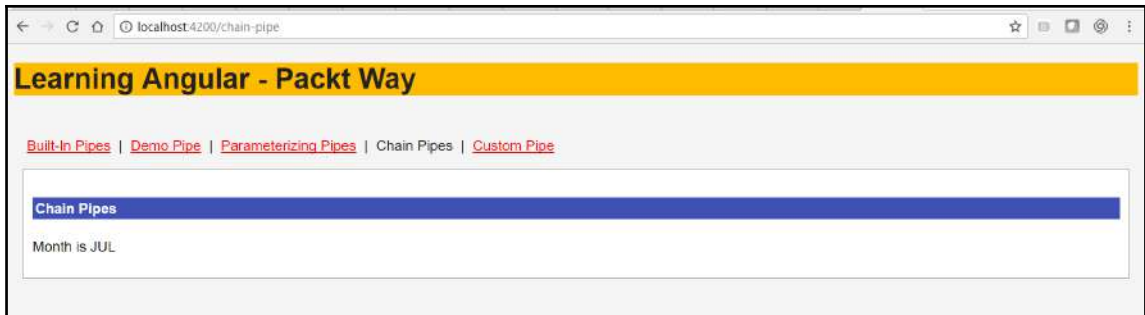 localhost:4200/chain-pipe
Learning Angular - Packt Way
Built-In Pipes | Demo Pipe | Parameterizing Pipes | Chain Pipes | Custom Pipe
Chain Pipes
Month is JUL